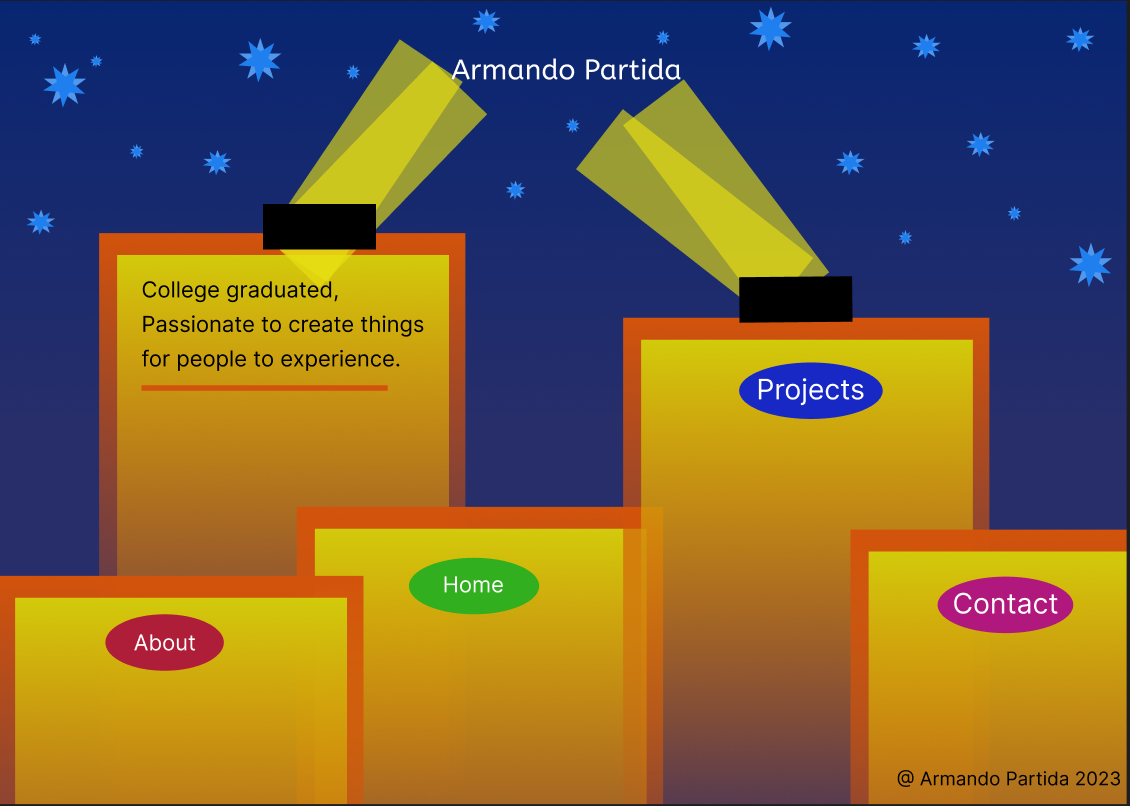 Armando Partida
College graduated,
Passionate to create things
for people to experience.
Projects
Home
About
Contact
@ Armando Partida 2023